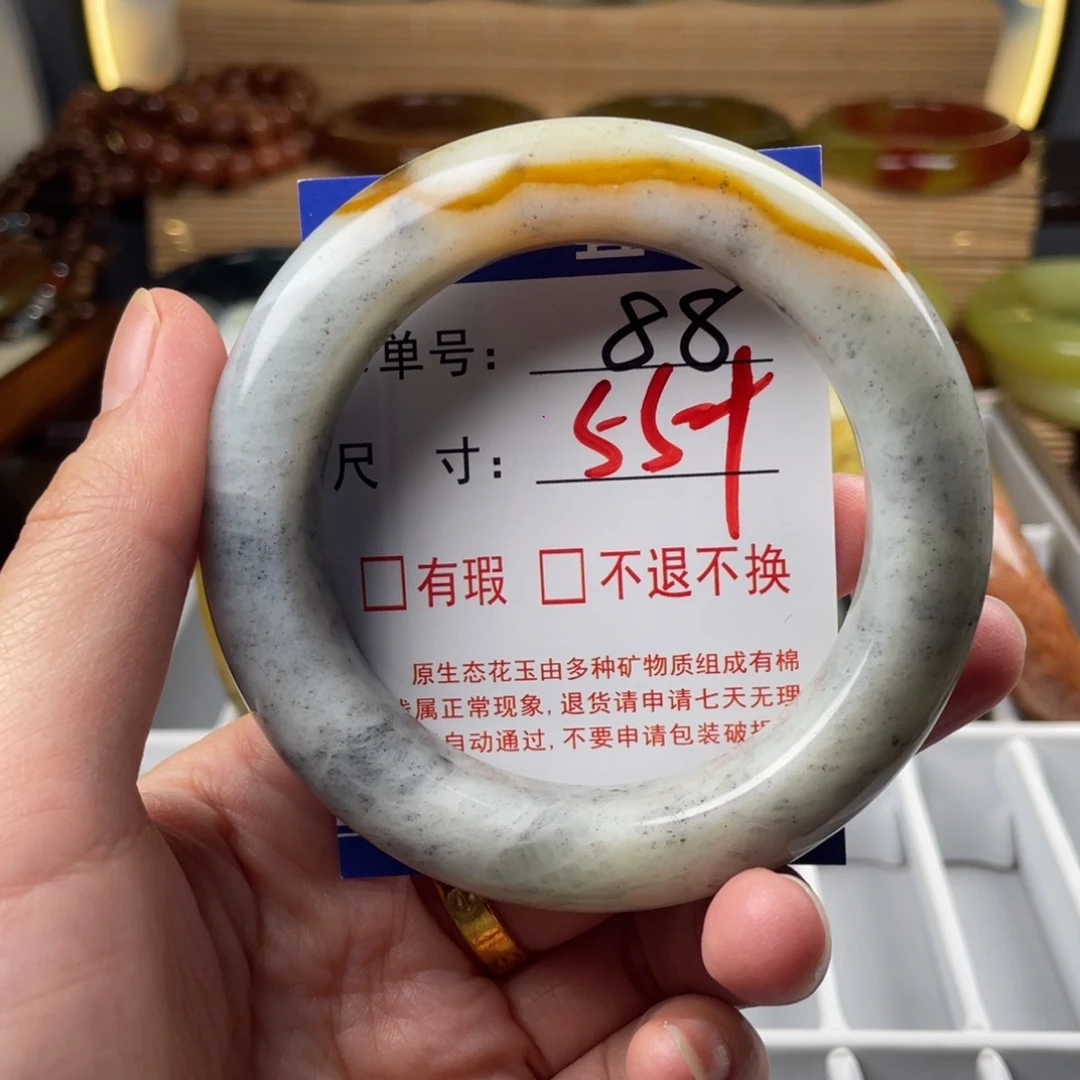 单号: 88
尺 寸: 55+
□有瑕 □不退不换
原生态花玉由多种矿物质组成有棉
属正常现象, 退货请申请七天无理
自动通过, 不要申请包装破